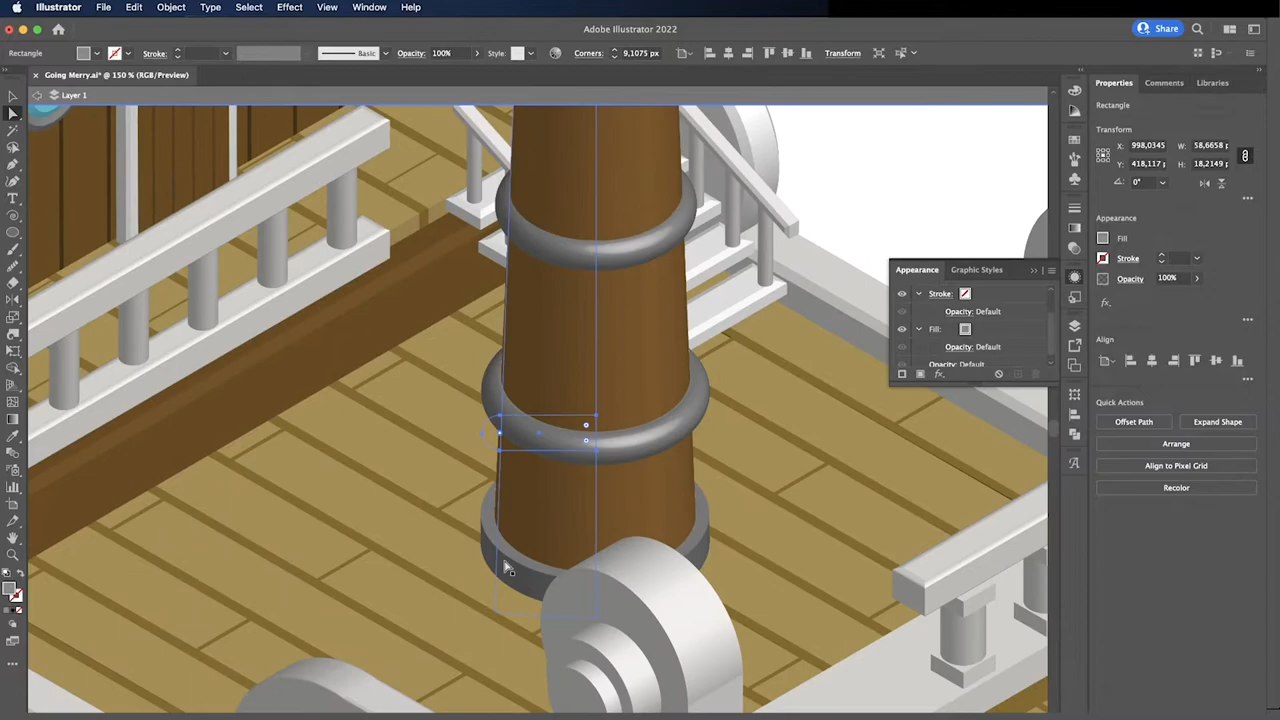 Illustrator File Edit Object Type Select Effect View Window Help
Adobe Illustrator 2022
Share
Rectangle Stroke: Basic Opacity: 100% Style: Corners: 9,1075 px Transform
Going Merry.ai* @ 150 % (RGB/Preview)
Layer 1
Properties Comments Libraries
Rectangle
Transform
X: 998,0345 W: 58,6658 p
Y: 418,117 p H: 18,2149 p
0°
Appearance
Fill
Stroke
Opacity 100%
Align
Quick Actions
Offset Path Expand Shape
Arrange
Align to Pixel Grid
Recolor
Appearance Graphic Styles
Stroke:
Opacity: Default
Fill:
Opacity: Default
Opacity: Default